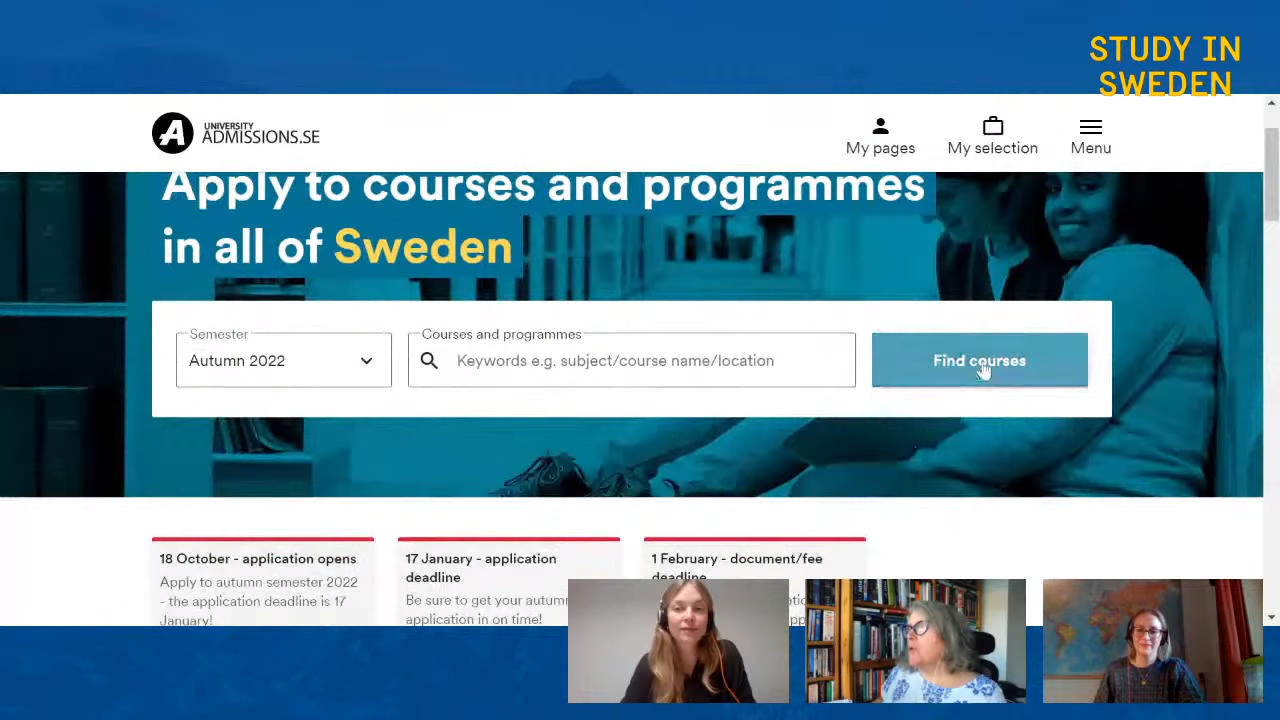 STUDY IN
SWEDEN
UNIVERSITY
ADMISSIONS.SE
My pages
My selection
Menu
Apply to courses and programmes
in all of Sweden
Semester
Autumn 2022
Courses and programmes
Keywords e.g. subject/course name/location
Find courses
18 October - application opens
Apply to autumn semester 2022
- the application deadline is 17
January!
17 January - application
deadline
Be sure to get your autumn
application in on time!
1 February - document/fee
deadline